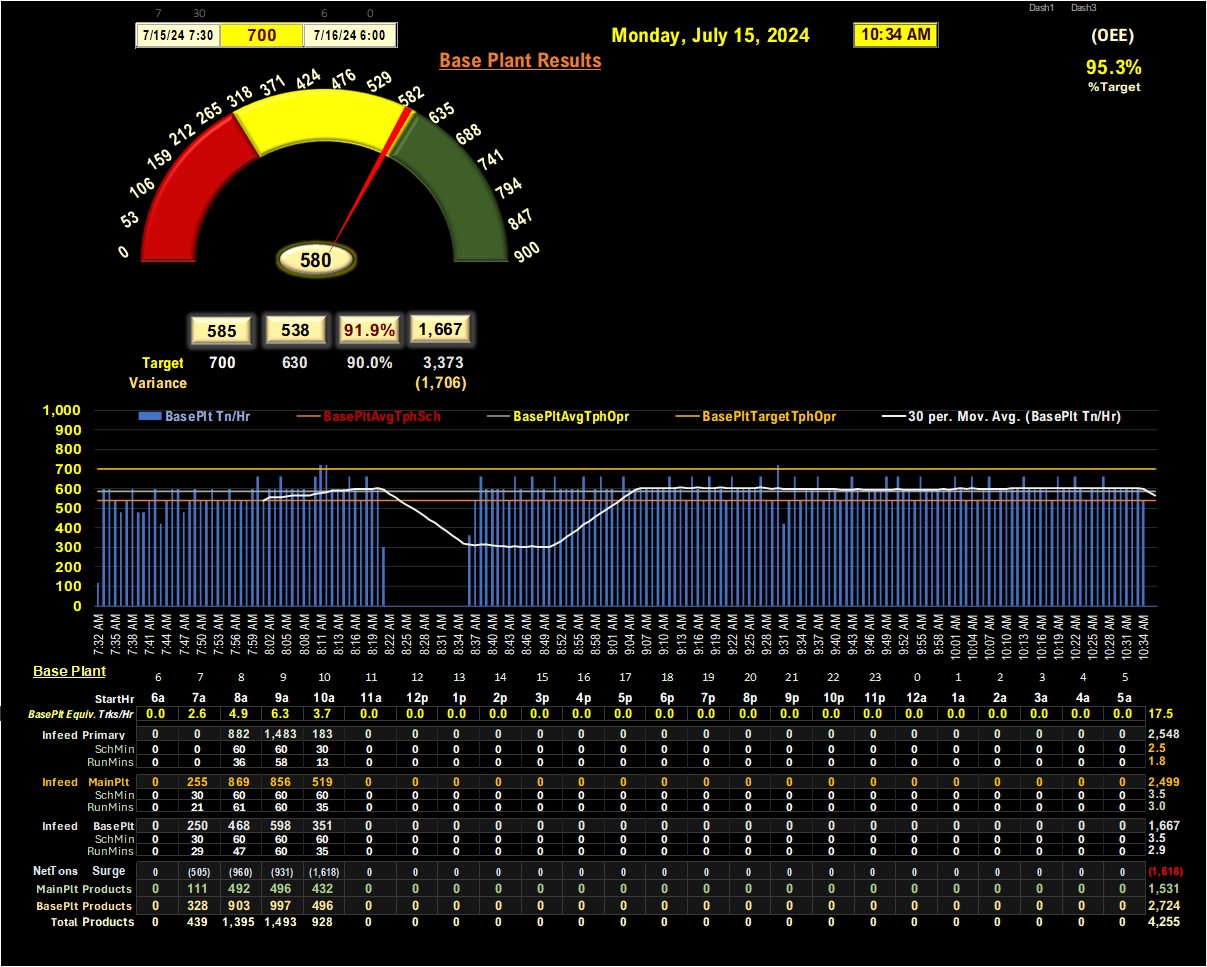 7 30 6 0 Dash1 Dash3
7/15/24 7:30 700 7/16/24 6:00 Monday, July 15, 2024 10:34 AM (OEE)
Base Plant Results 95.3%
%Target
0 53 106 159 212 265 318 371 424 476 529 582 635 688 741 794 847 900
580
585 538 91.9% 1,667
Target 700 630 90.0% 3,373
Variance (1,706)
BasePlt Tn/Hr BasePltAvgTphSch BasePltAvgTphOpr BasePltTargetTphOpr 30 per. Mov. Avg. (BasePlt Tn/Hr)
1,000
900
800
700
600
500
400
300
200
100
0
7:32 AM 7:35 AM 7:38 AM 7:41 AM 7:44 AM 7:47 AM 7:50 AM 7:53 AM 7:56 AM 7:59 AM 8:02 AM 8:05 AM 8:08 AM 8:11 AM 8:13 AM 8:16 AM 8:19 AM 8:22 AM 8:25 AM 8:28 AM 8:31 AM 8:34 AM 8:37 AM 8:40 AM 8:43 AM 8:46 AM 8:49 AM 8:52 AM 8:55 AM 8:58 AM 9:01 AM 9:04 AM 9:07 AM 9:10 AM 9:13 AM 9:16 AM 9:19 AM 9:22 AM 9:25 AM 9:28 AM 9:31 AM 9:34 AM 9:37 AM 9:40 AM 9:43 AM 9:46 AM 9:49 AM 9:52 AM 9:55 AM 9:58 AM 10:01 AM 10:04 AM 10:07 AM 10:10 AM 10:13 AM 10:16 AM 10:19 AM 10:22 AM 10:25 AM 10:28 AM 10:31 AM 10:34 AM
Base Plant 6 7 8 9 10 11 12 13 14 15 16 17 18 19 20 21 22 23 0 1 2 3 4 5
StartHr 6a 7a 8a 9a 10a 11a 12p 1p 2p 3p 4p 5p 6p 7p 8p 9p 10p 11p 12a 1a 2a 3a 4a 5a
BasePlt Equiv. Trks/Hr 0.0 2.6 4.9 6.3 3.7 0.0 0.0 0.0 0.0 0.0 0.0 0.0 0.0 0.0 0.0 0.0 0.0 0.0 0.0 0.0 0.0 0.0 0.0 0.0 17.5
Infeed Primary 0 0 882 1,483 183 0 0 0 0 0 0 0 0 0 0 0 0 0 0 0 0 0 0 0 2,548
SchMin 0 0 60 60 30 0 0 0 0 0 0 0 0 0 0 0 0 0 0 0 0 0 0 0 2.5
RunMins 0 0 36 58 13 0 0 0 0 0 0 0 0 0 0 0 0 0 0 0 0 0 0 0 1.8
Infeed MainPlt 0 255 869 856 519 0 0 0 0 0 0 0 0 0 0 0 0 0 0 0 0 0 0 0 2,499
SchMin 0 30 60 60 60 0 0 0 0 0 0 0 0 0 0 0 0 0 0 0 0 0 0 0 3.5
RunMins 0 21 61 60 35 0 0 0 0 0 0 0 0 0 0 0 0 0 0 0 0 0 0 0 3.0
Infeed BasePlt 0 250 468 598 351 0 0 0 0 0 0 0 0 0 0 0 0 0 0 0 0 0 0 0 1,667
SchMin 0 30 60 60 60 0 0 0 0 0 0 0 0 0 0 0 0 0 0 0 0 0 0 0 3.5
RunMins 0 29 47 60 35 0 0 0 0 0 0 0 0 0 0 0 0 0 0 0 0 0 0 0 2.9
NetTons Surge 0 (505) (960) (931) (1,618) 0 0 0 0 0 0 0 0 0 0 0 0 0 0 0 0 0 0 0 (1,618)
MainPlt Products 0 111 492 496 432 0 0 0 0 0 0 0 0 0 0 0 0 0 0 0 0 0 0 0 1,531
BasePlt Products 0 328 903 997 496 0 0 0 0 0 0 0 0 0 0 0 0 0 0 0 0 0 0 0 2,724
Total Products 0 439 1,395 1,493 928 0 0 0 0 0 0 0 0 0 0 0 0 0 0 0 0 0 0 0 4,255